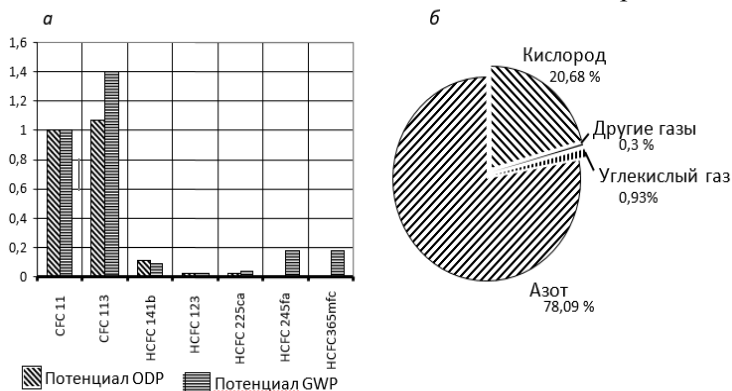 а
1,6
1,4
1,2
1
0,8
0,6
0,4
0,2
0
CFC 11
CFC 113
HCFC 141b
HCFC 123
HCFC 225ca
HCFC 245fa
HCFC365mfc
Потенциал ODP
Потенциал GWP
б
Кислород
20,68 %
Другие газы
0,3 %
Углекислый газ
0,93%
Азот
78,09 %